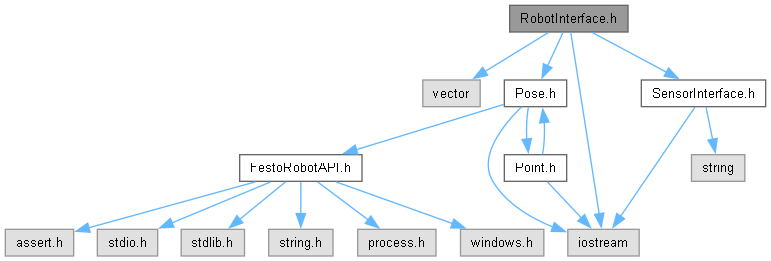 RobotInterface.h
vector
Pose.h
SensorInterface.h
FestoRobotAPI.h
Point.h
string
assert.h
stdio.h
stdlib.h
string.h
process.h
windows.h
iostream